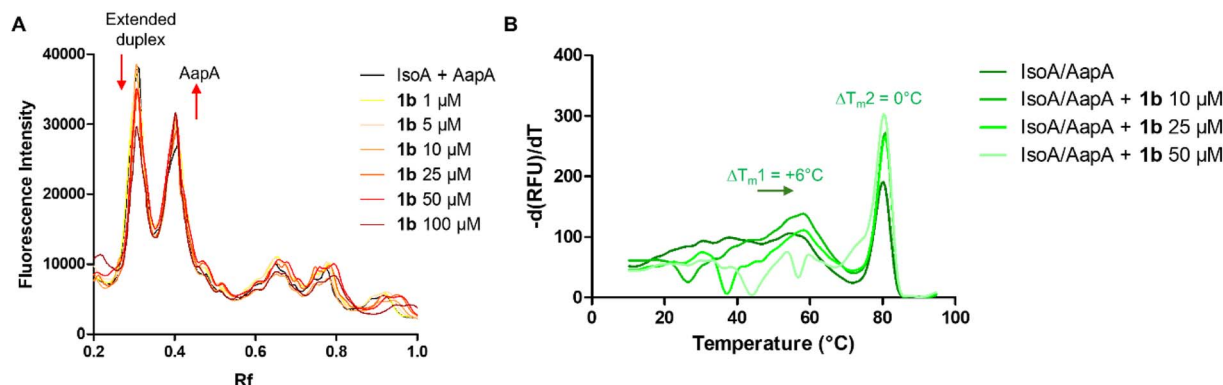 A
Extended
duplex
AapA
40000
30000
20000
10000
0
0.2
0.4
0.6
0.8
1.0
Fluorescence Intensity
Rf
IsoA + AapA
1b 1 µM
1b 5 µM
1b 10 µM
1b 25 µM
1b 50 µM
1b 100 µM
B
400
300
200
100
0
0
20
40
60
80
100
-d(RFU)/dT
Temperature (°C)
ΔTm2 = 0°C
ΔTm1 = +6°C
IsoA/AapA
IsoA/AapA + 1b 10 µM
IsoA/AapA + 1b 25 µM
IsoA/AapA + 1b 50 µM